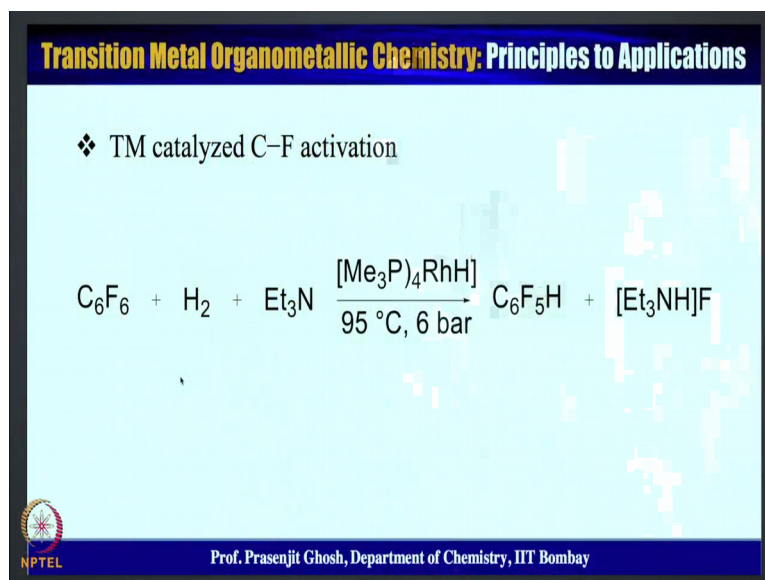 Transition Metal Organometallic Chemistry: Principles to Applications
❖ TM catalyzed C−F activation
C₆F₆ + H₂ + Et₃N [Me₃P)₄RhH] C₆F₅H + [Et₃NH]F
95 °C, 6 bar
NPTEL
Prof. Prasenjit Ghosh, Department of Chemistry, IIT Bombay